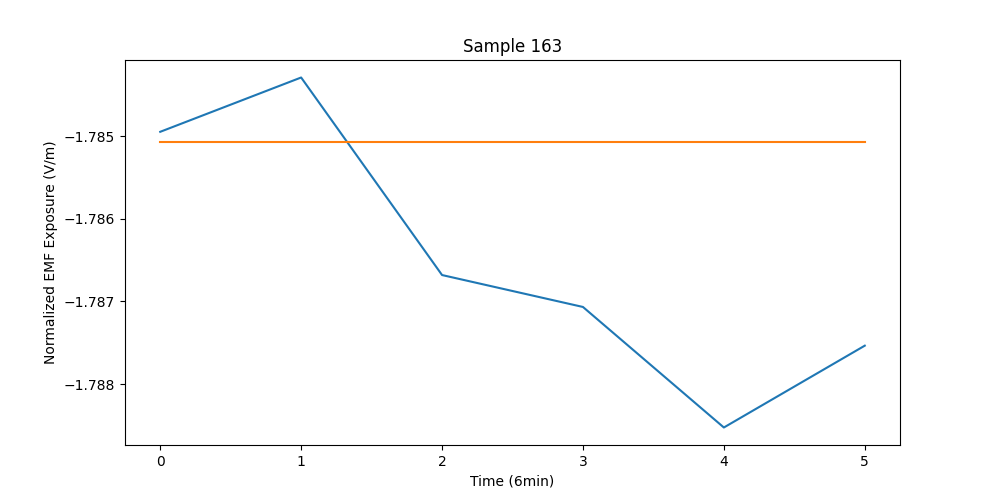 Sample 163
Normalized EMF Exposure (V/m)
−1.785
−1.786
−1.787
−1.788
0 1 2 3 4 5
Time (6min)